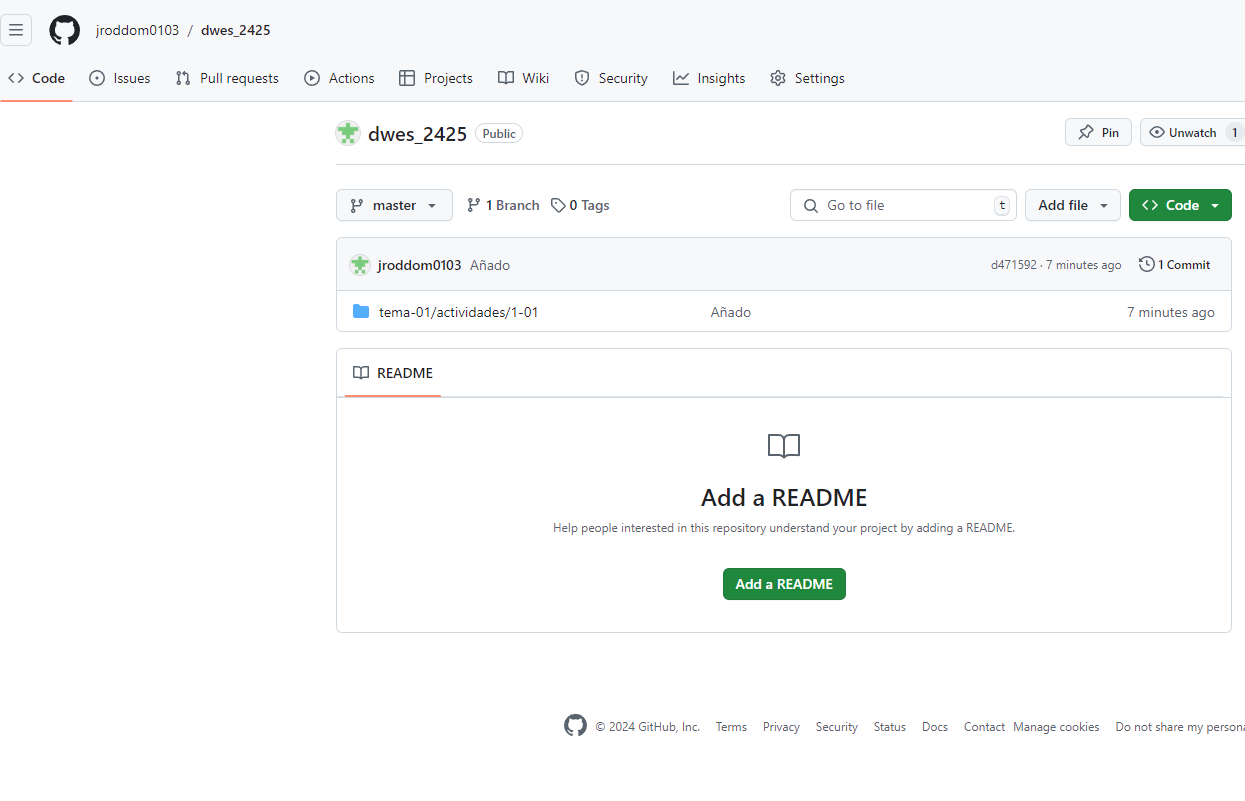 jroddom0103 / dwes_2425
Code Issues Pull requests Actions Projects Wiki Security Insights Settings
dwes_2425 Public Pin Unwatch 1
master 1 Branch 0 Tags Go to file t Add file Code
jroddom0103 Añado d471592 · 7 minutes ago 1 Commit
tema-01/actividades/1-01 Añado 7 minutes ago
README
Add a README
Help people interested in this repository understand your project by adding a README.
Add a README
© 2024 GitHub, Inc. Terms Privacy Security Status Docs Contact Manage cookies Do not share my persona